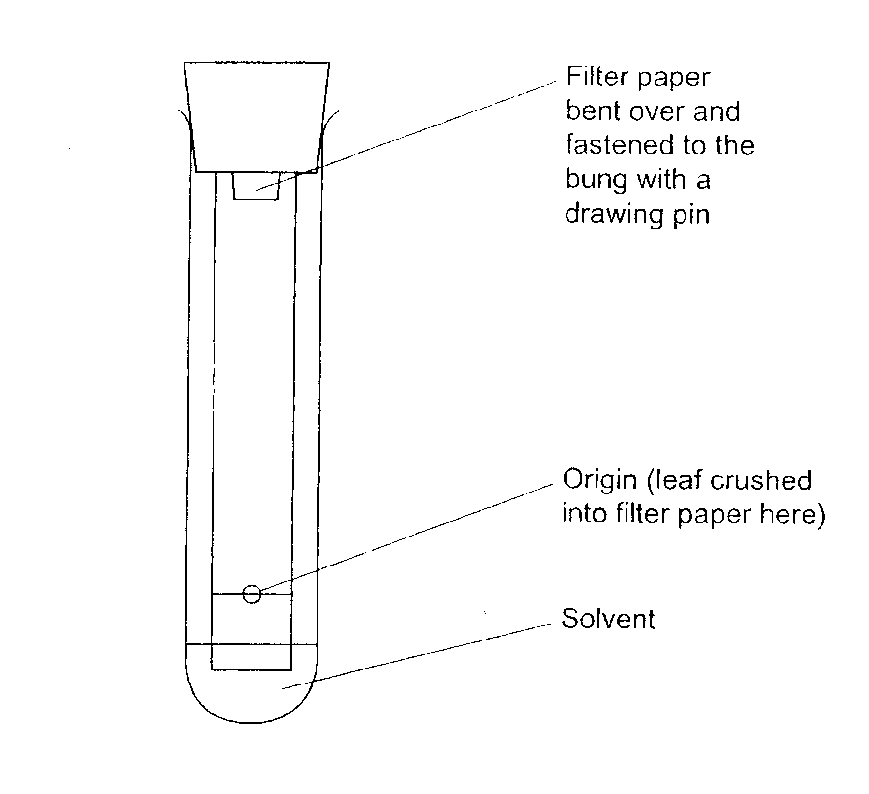 Filter paper
bent over and
fastened to the
bung with a
drawing pin
Origin (leaf crushed
into filter paper here)
Solvent